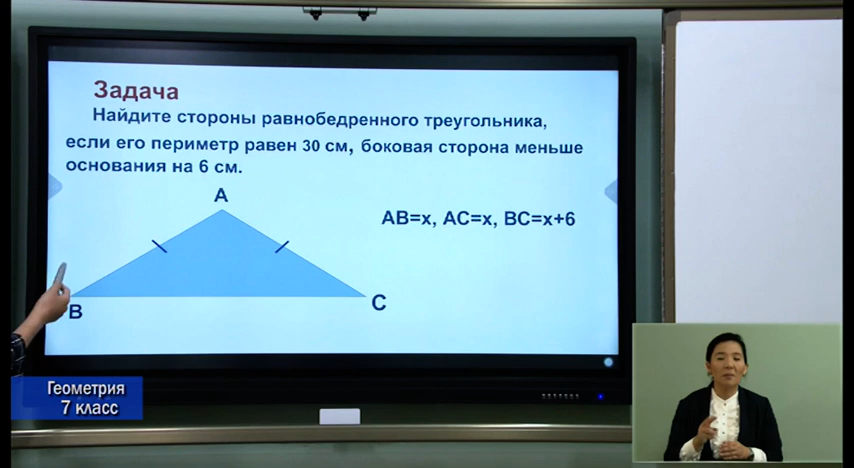 Задача
Найдите стороны равнобедренного треугольника,
если его периметр равен 30 см, боковая сторона меньше
основания на 6 см.
A
AB=x, AC=x, BC=x+6
B
C
Геометрия
7 класс